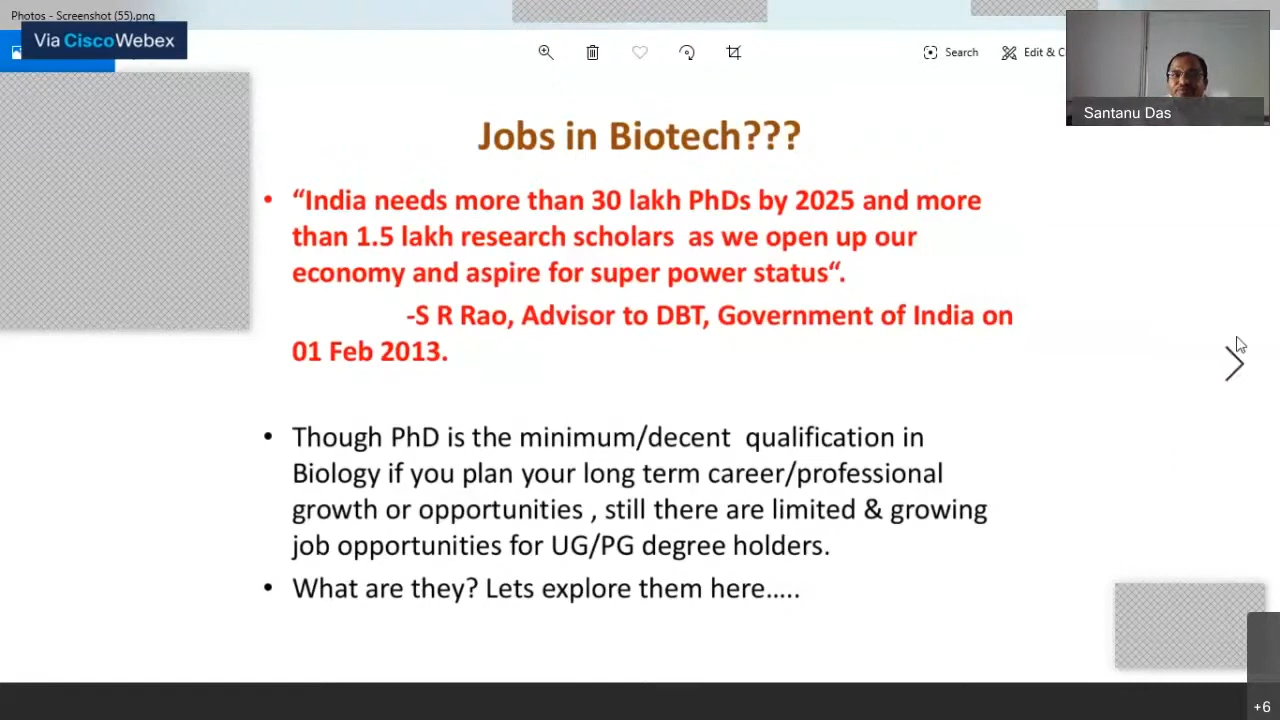 Photos - Screenshot (55).png
Via CiscoWebex
Search
Edit & C
Santanu Das
Jobs in Biotech???
• “India needs more than 30 lakh PhDs by 2025 and more
than 1.5 lakh research scholars as we open up our
economy and aspire for super power status“.
-S R Rao, Advisor to DBT, Government of India on
01 Feb 2013.
• Though PhD is the minimum/decent qualification in
Biology if you plan your long term career/professional
growth or opportunities , still there are limited & growing
job opportunities for UG/PG degree holders.
• What are they? Lets explore them here.....
+6